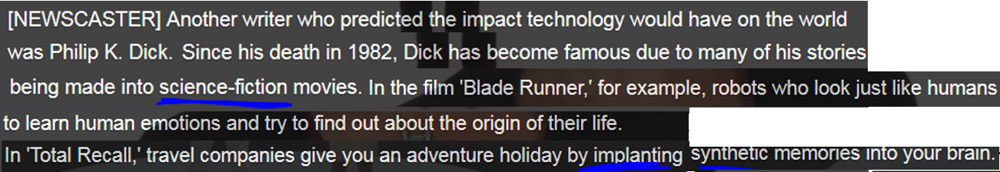 [NEWSCASTER] Another writer who predicted the impact technology would have on the world
was Philip K. Dick. Since his death in 1982, Dick has become famous due to many of his stories
being made into science-fiction movies. In the film 'Blade Runner,' for example, robots who look just like humans
to learn human emotions and try to find out about the origin of their life.
In 'Total Recall,' travel companies give you an adventure holiday by implanting synthetic memories into your brain.